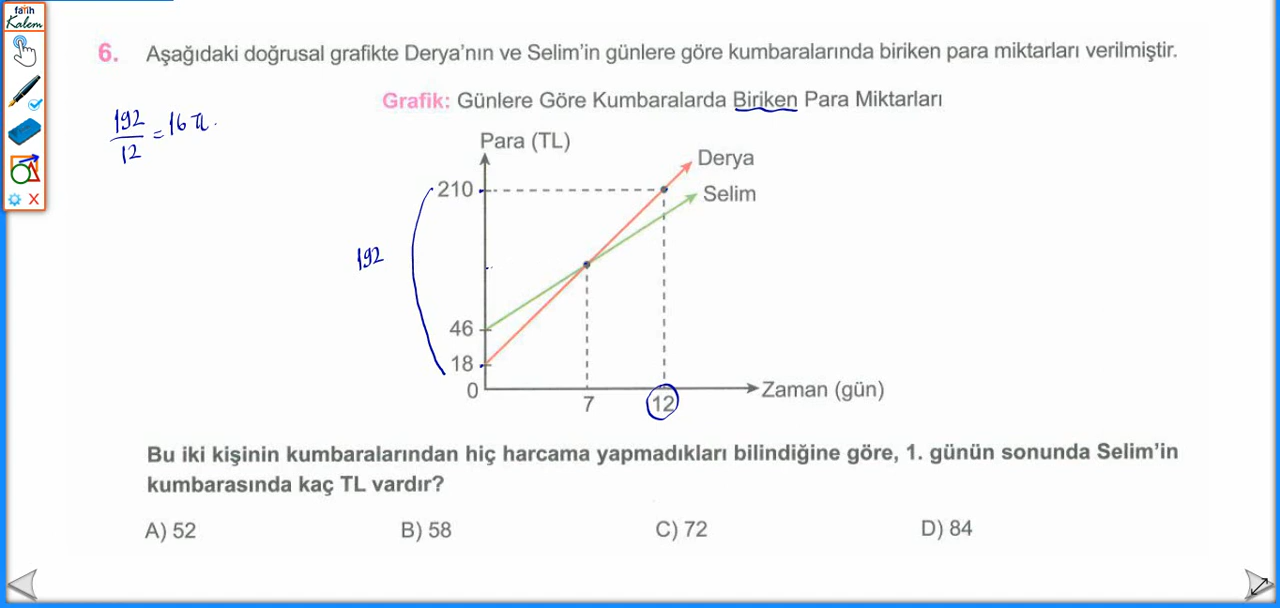 fatih
Kalem
6. Aşağıdaki doğrusal grafikte Derya'nın ve Selim'in günlere göre kumbaralarında biriken para miktarları verilmiştir.
192/12 = 16 TL.
Grafik: Günlere Göre Kumbaralarda Biriken Para Miktarları
Para (TL)
Derya
Selim
210
192
46
18
0
7
12
Zaman (gün)
Bu iki kişinin kumbaralarından hiç harcama yapmadıkları bilindiğine göre, 1. günün sonunda Selim'in
kumbarasında kaç TL vardır?
A) 52 B) 58 C) 72 D) 84